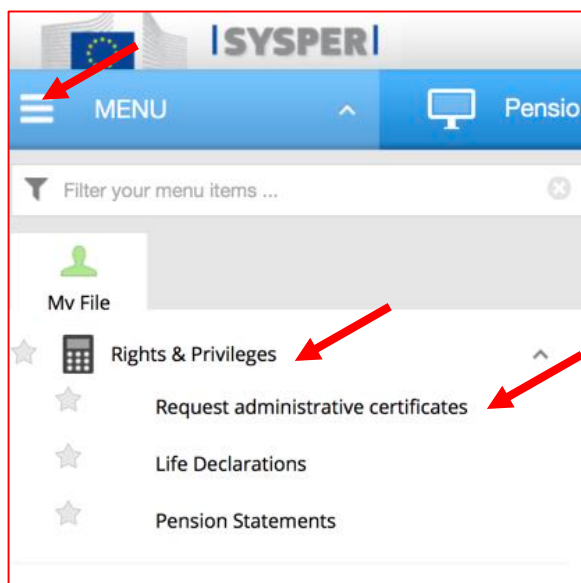 |SYSPER|
MENU
Pensio
Filter your menu items ...
My File
Rights & Privileges
Request administrative certificates
Life Declarations
Pension Statements